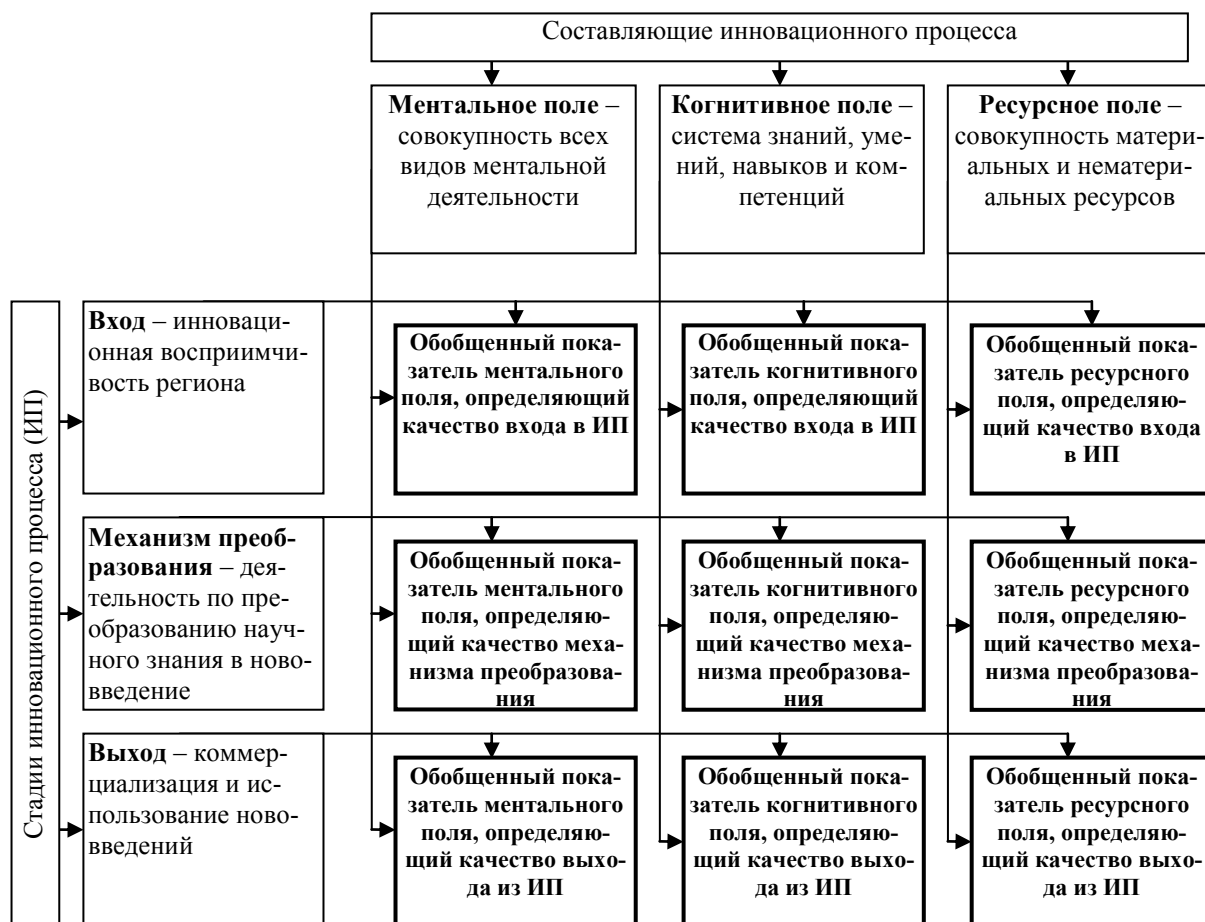 Составляющие инновационного процесса
Ментальное поле –
совокупность всех
видов ментальной
деятельности
Когнитивное поле –
система знаний, уме-
ний, навыков и ком-
петенций
Ресурсное поле –
совокупность матери-
альных и нематери-
альных ресурсов
Стадии инновационного процесса (ИП)
Вход – инноваци-
онная восприимчи-
вость региона
Обобщенный пока-
затель ментального
поля, определяющий
качество входа в ИП
Обобщенный пока-
затель когнитивного
поля, определяющий
качество входа в ИП
Обобщенный пока-
затель ресурсного
поля, определяю-
щий качество входа
в ИП
Механизм преоб-
разования – дея-
тельность по пре-
образованию науч-
ного знания в ново-
введение
Обобщенный пока-
затель ментального
поля, определяю-
щий качество меха-
низма преобразова-
ния
Обобщенный пока-
затель когнитивного
поля, определяю-
щий качество меха-
низма преобразова-
ния
Обобщенный пока-
затель ресурсного
поля, определяю-
щий качество меха-
низма преобразова-
ния
Выход – коммер-
циализация и ис-
пользование ново-
введений
Обобщенный пока-
затель ментального
поля, определяю-
щий качество выхо-
да из ИП
Обобщенный пока-
затель когнитивного
поля, определяю-
щий качество выхо-
да из ИП
Обобщенный пока-
затель ресурсного
поля, определяю-
щий качество выхо-
да из ИП